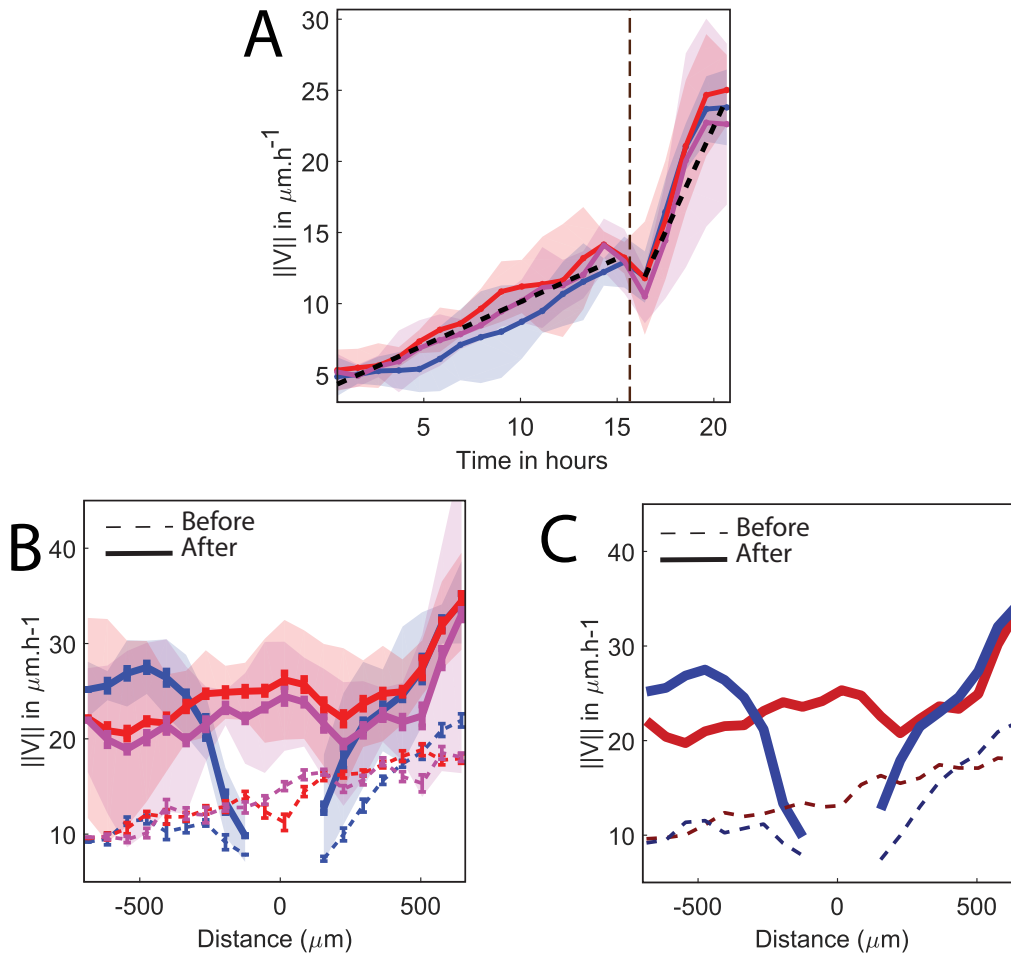 A
30
25
20
15
10
5
||V|| in μm.h⁻¹
5 10 15 20
Time in hours
B
Before
After
40
30
20
10
||V|| in μm.h-1
-500 0 500
Distance (μm)
C
Before
After
40
30
20
10
||V|| in μm.h-1
-500 0 500
Distance (μm)